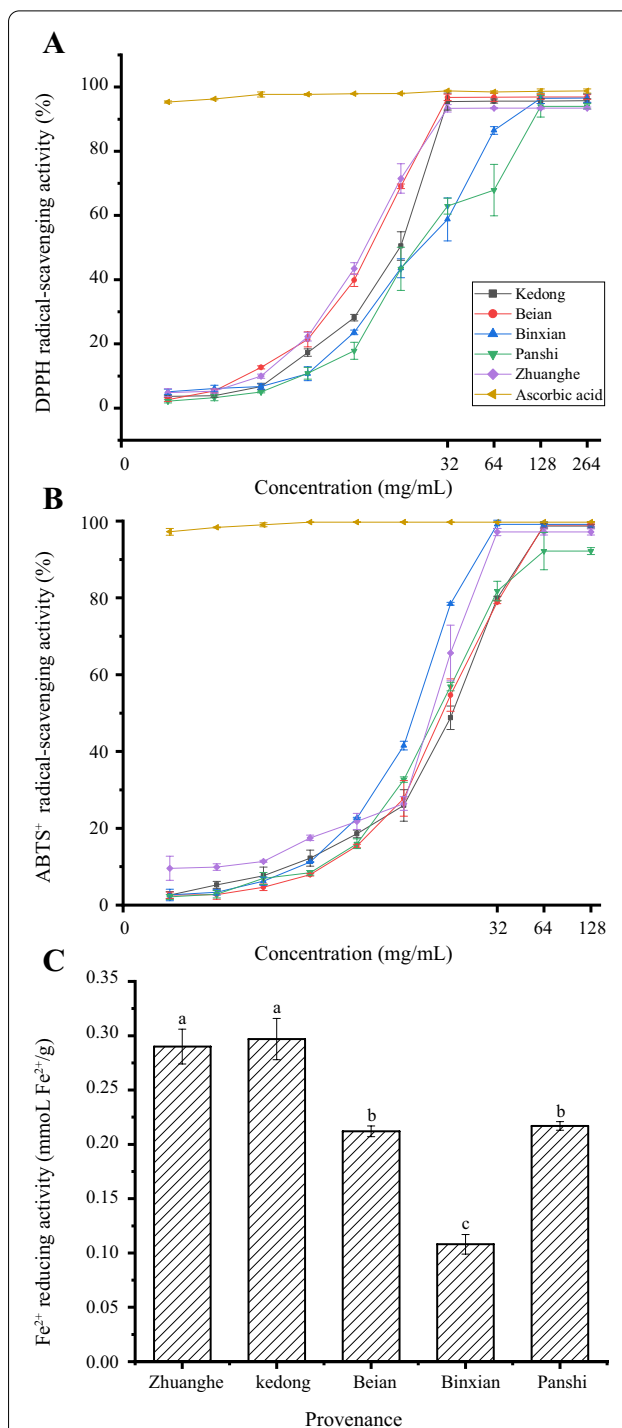 A
DPPH radical-scavenging activity (%)
100
80
60
40
20
0
Kedong
Beian
Binxian
Panshi
Zhuanghe
Ascorbic acid
0 32 64 128 264
Concentration (mg/mL)
B
ABTS⁺ radical-scavenging activity (%)
100
80
60
40
20
0
0 32 64 128
Concentration (mg/mL)
C
Fe²⁺ reducing activity (mmoL Fe²⁺/g)
0.35
0.30
0.25
0.20
0.15
0.10
0.05
0.00
a a b c b
Zhuanghe kedong Beian Binxian Panshi
Provenance